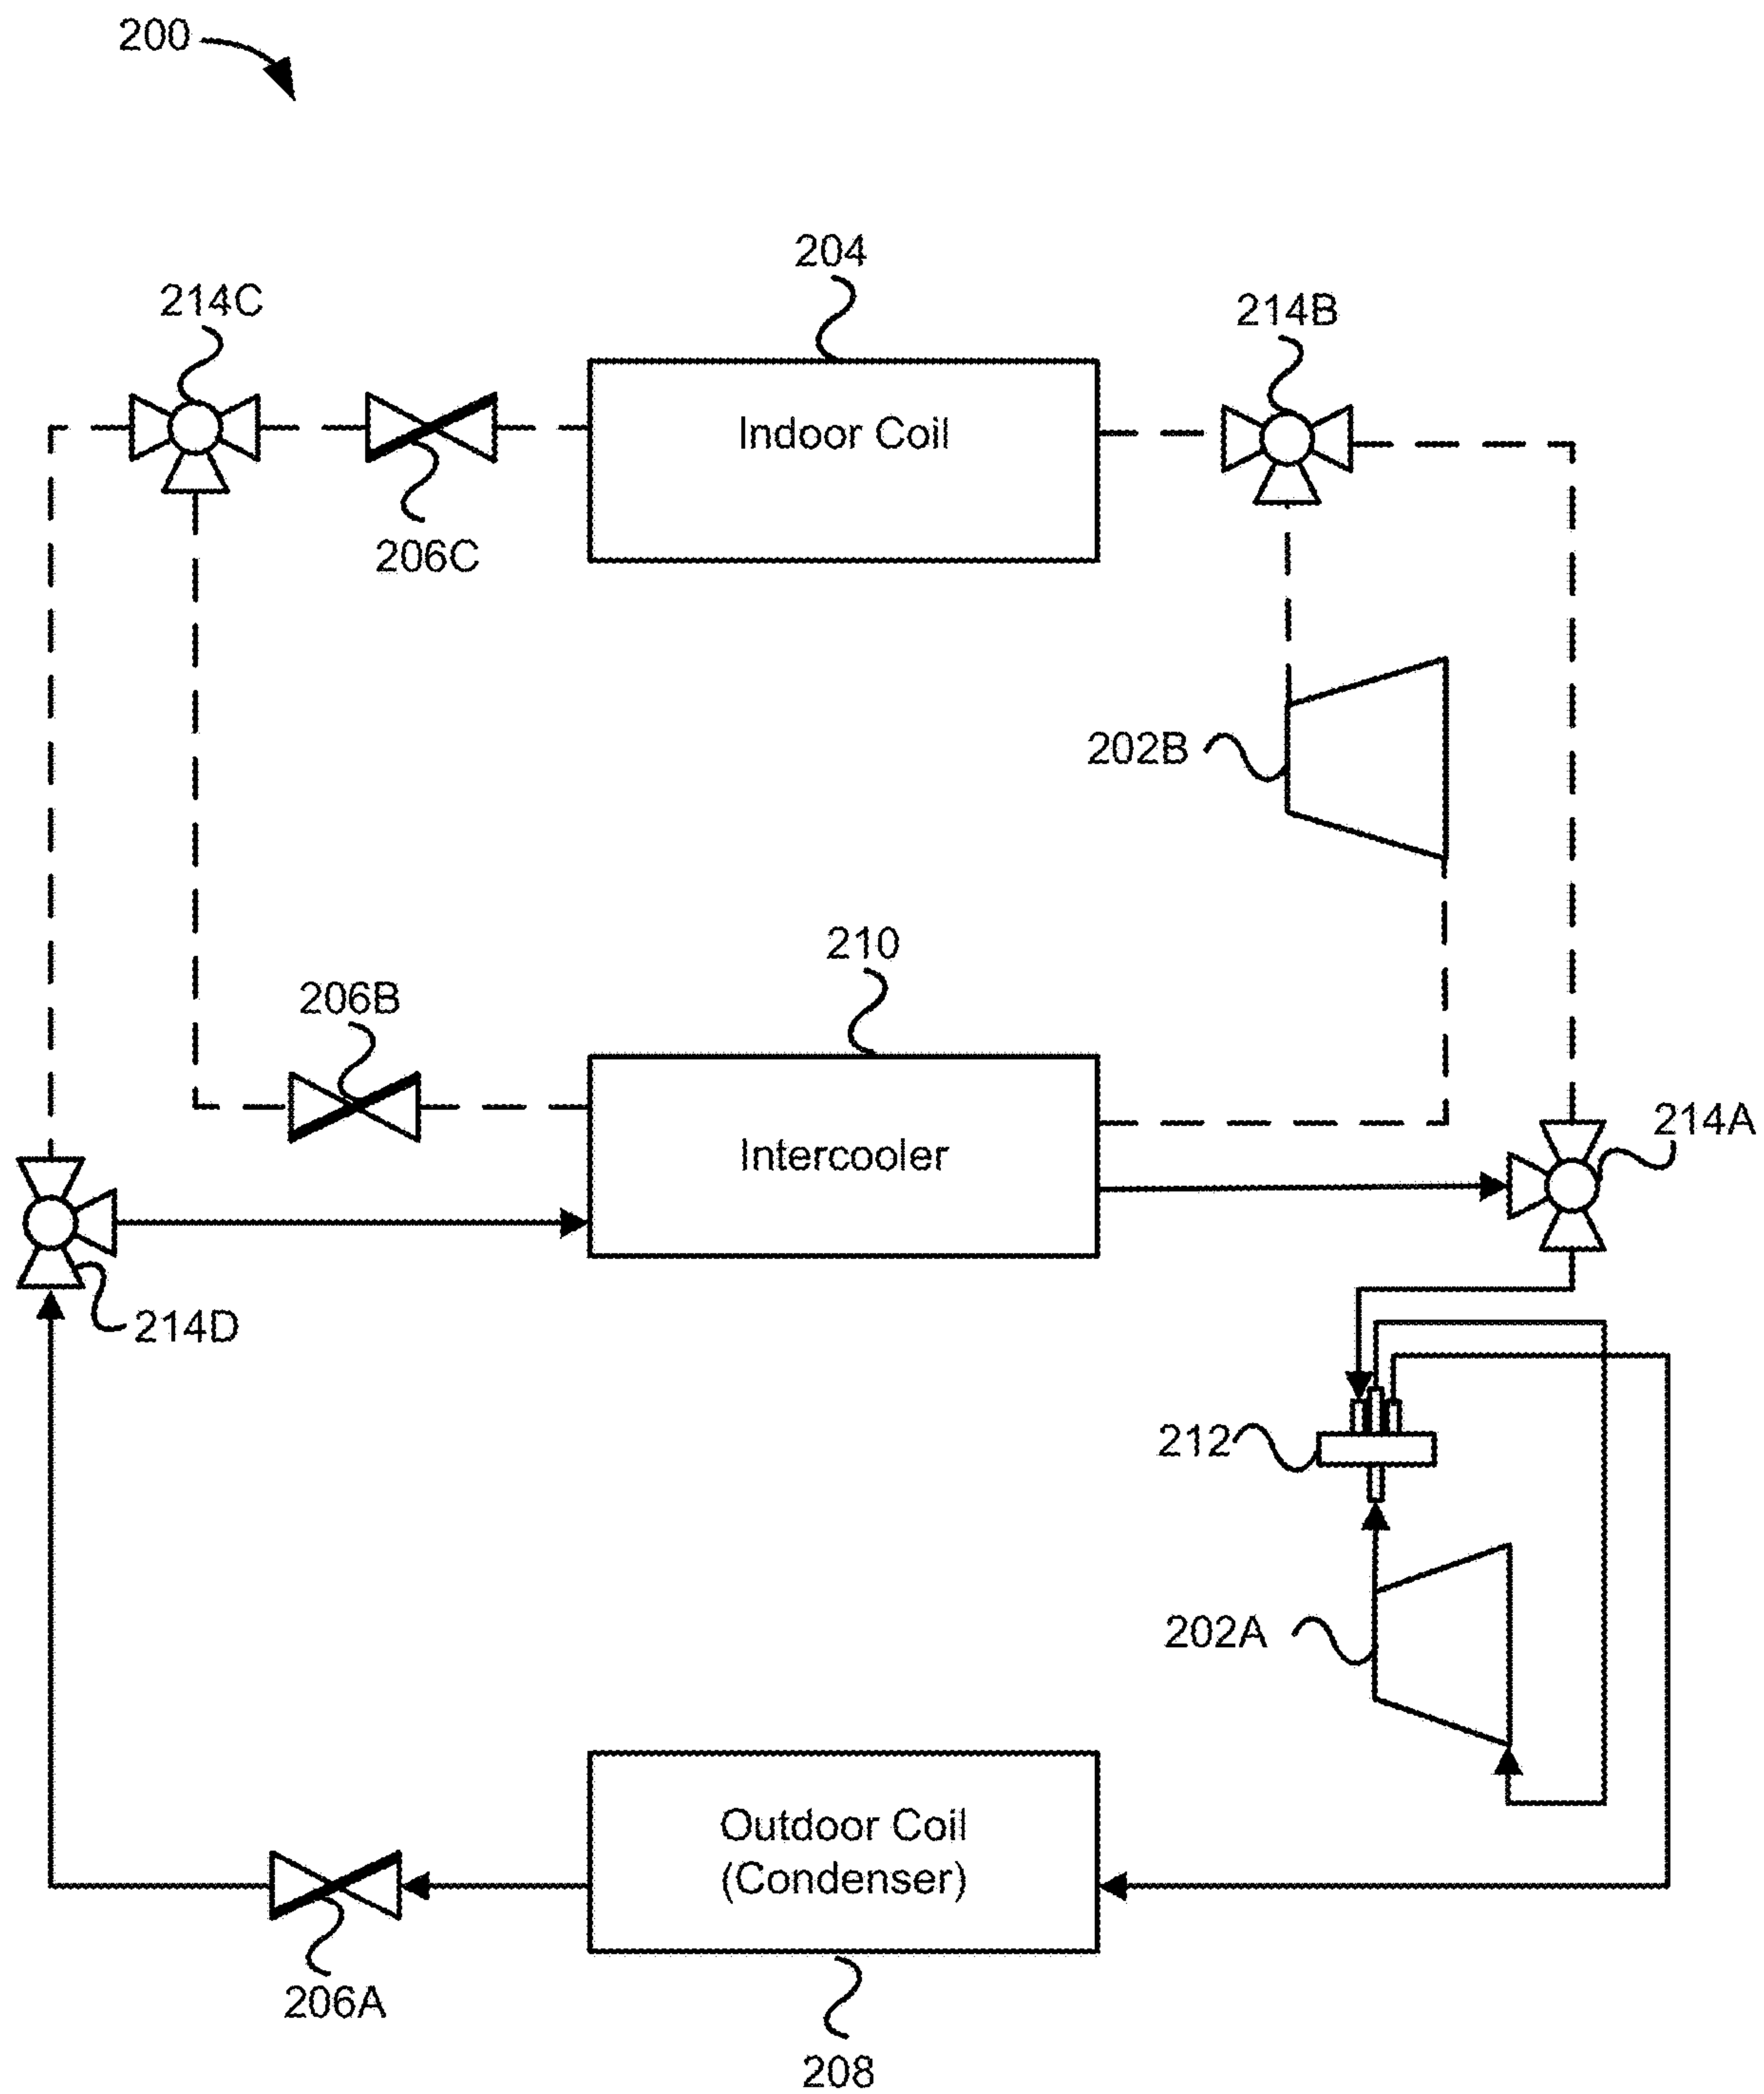 200
204
214C
214B
Indoor Coil
206C
202B
210
206B
214A
Intercooler
214D
212
202A
Outdoor Coil
(Condenser)
206A
208